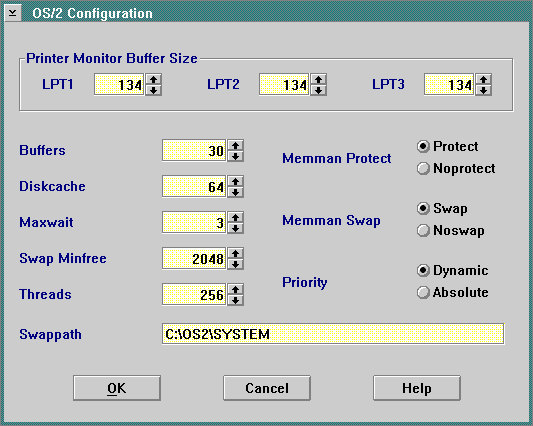 OS/2 Configuration
Printer Monitor Buffer Size
LPT1 134 LPT2 134 LPT3 134
Buffers 30 Memman Protect Protect
Noprotect
Diskcache 64
Maxwait 3 Memman Swap Swap
Noswap
Swap Minfree 2048
Priority Dynamic
Absolute
Threads 256
Swappath C:\OS2\SYSTEM
OK Cancel Help